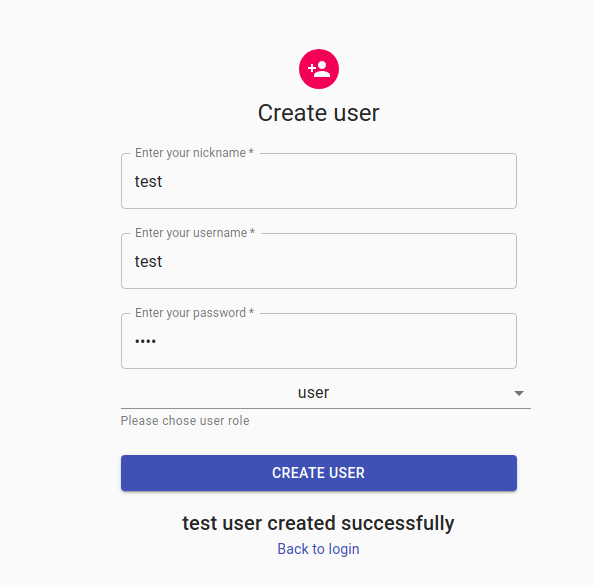 Create user
Enter your nickname *
test
Enter your username *
test
Enter your password *
••••
user
Please chose user role
CREATE USER
test user created successfully
Back to login